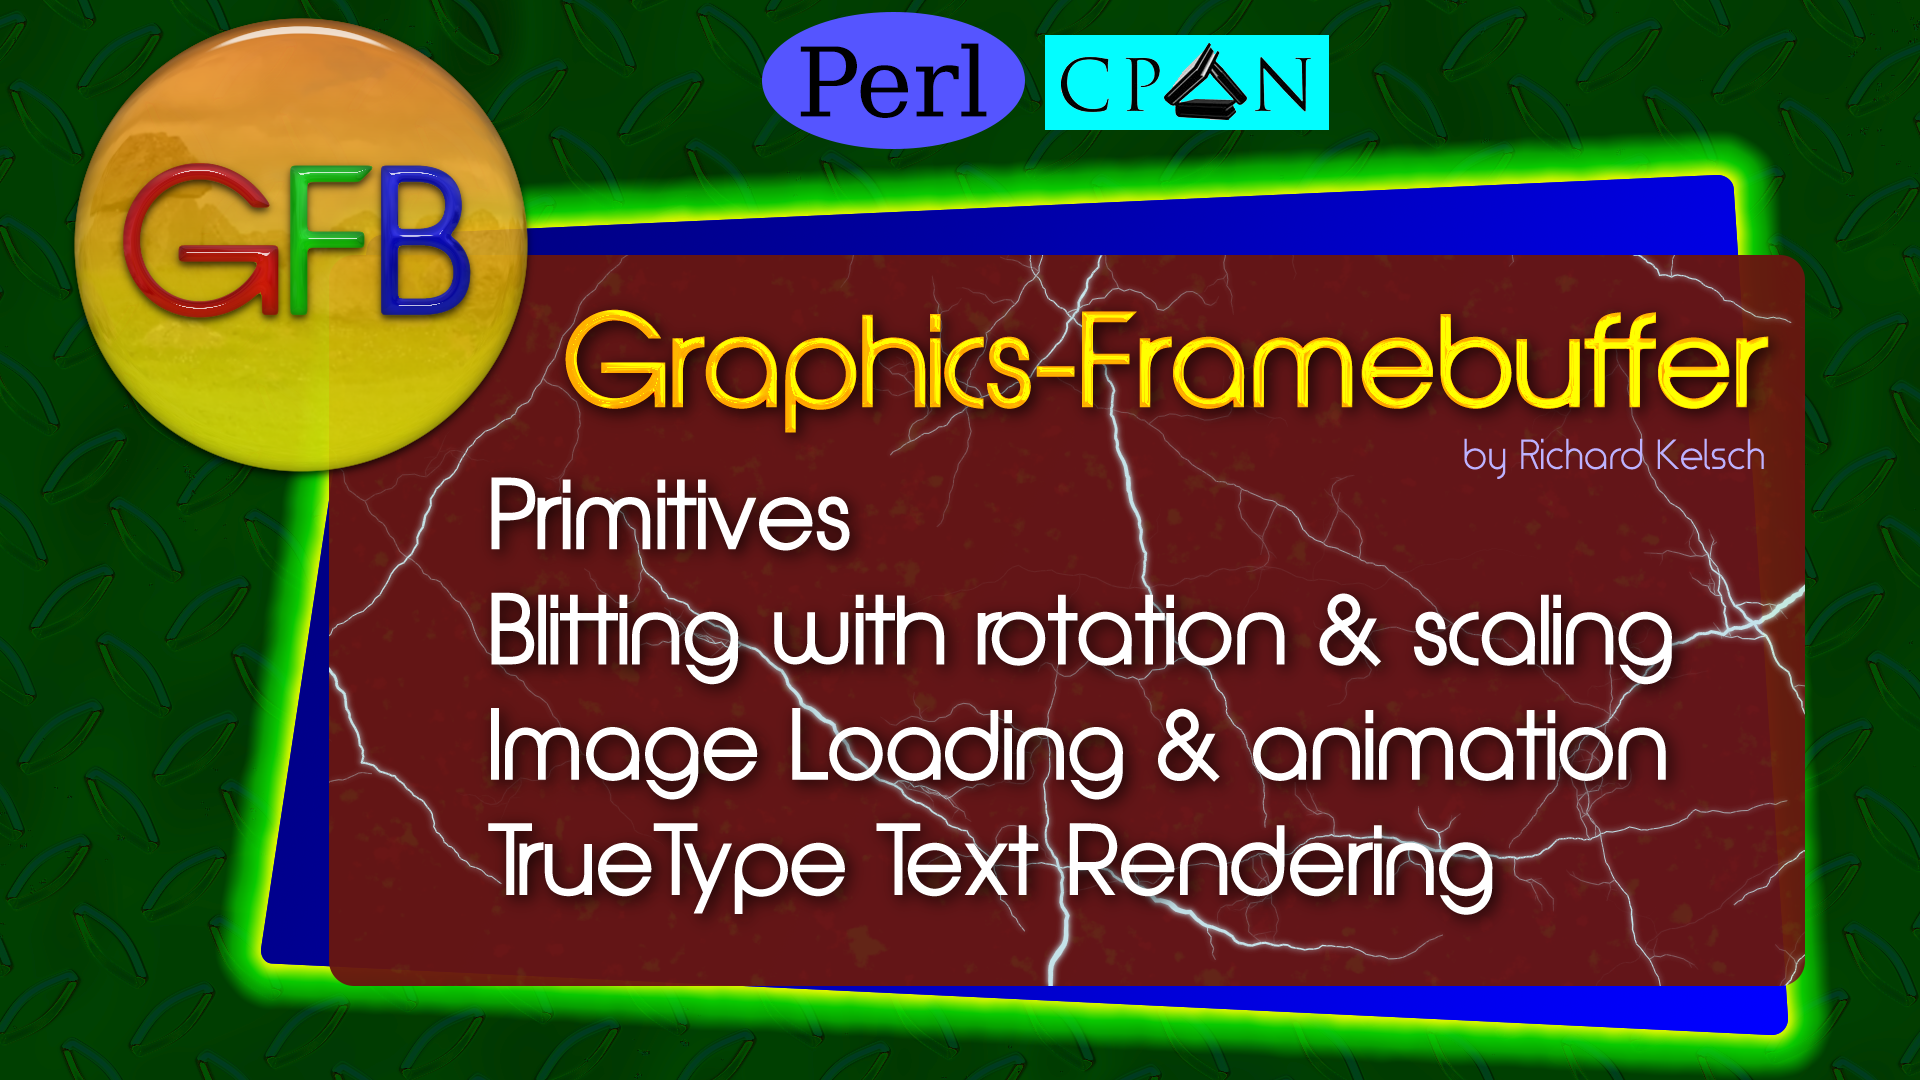 Perl
CPAN
GFB
Graphics-Framebuffer
by Richard Kelsch
Primitives
Blitting with rotation & scaling
Image Loading & animation
TrueType Text Rendering